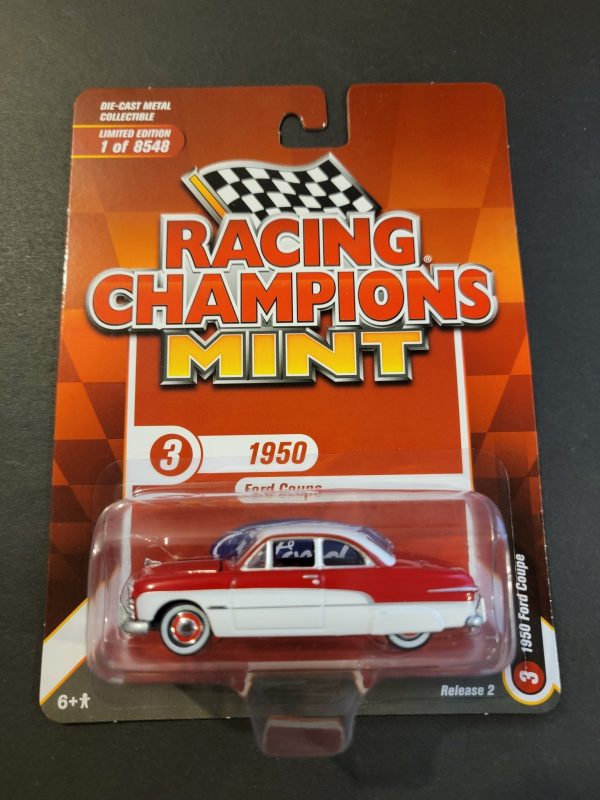 DIE-CAST METAL
COLLECTIBLE
LIMITED EDITION
1 of 8548
RACING
CHAMPIONS®
MINT
3
1950
Ford Coupe
3 1950 Ford Coupe
6+
Release 2